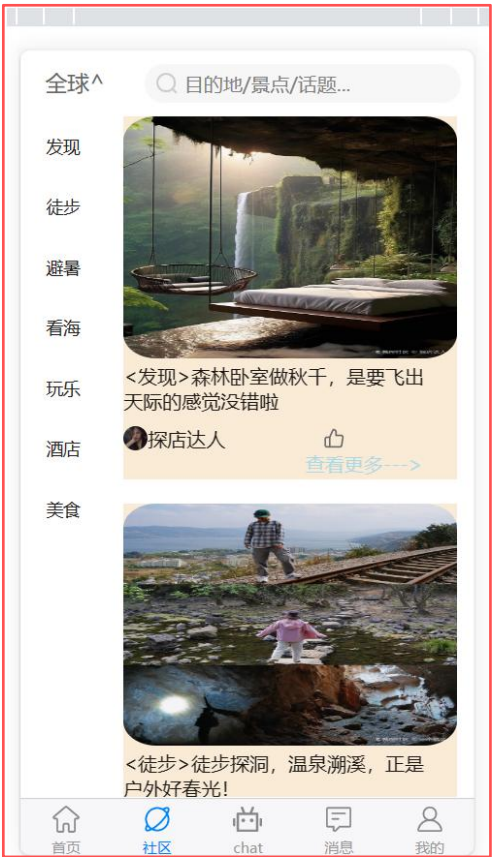 全球^
目的地/景点/话题...
发现
徒步
避暑
看海
玩乐
酒店
美食
<发现>森林卧室做秋千，是要飞出
天际的感觉没错啦
探店达人
查看更多--->
<徒步>徒步探洞，温泉溯溪，正是
户外好春光！
首页
社区
chat
消息
我的